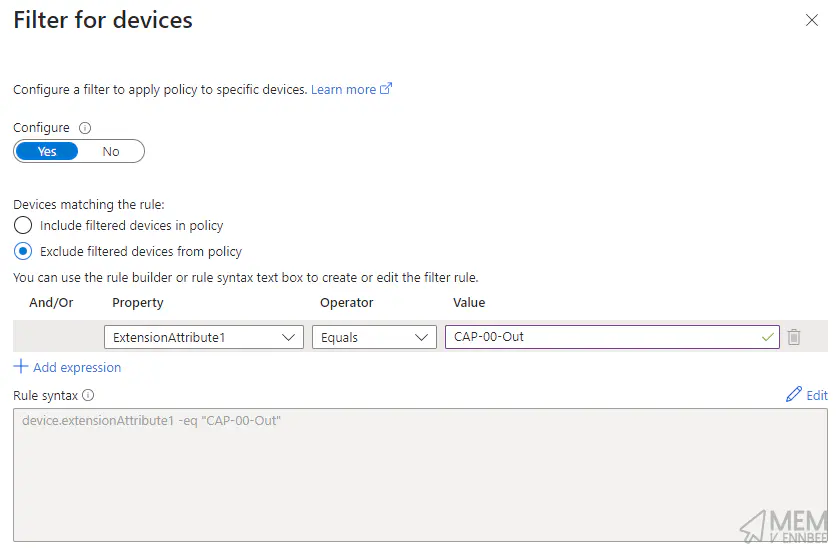 Filter for devices
Configure a filter to apply policy to specific devices. Learn more
Configure
Yes No
Devices matching the rule:
Include filtered devices in policy
Exclude filtered devices from policy
You can use the rule builder or rule syntax text box to create or edit the filter rule.
And/Or Property Operator Value
ExtensionAttribute1 Equals CAP-00-Out
Add expression
Rule syntax Edit
device.extensionAttribute1 -eq "CAP-00-Out"
MEM
V ENNBEE